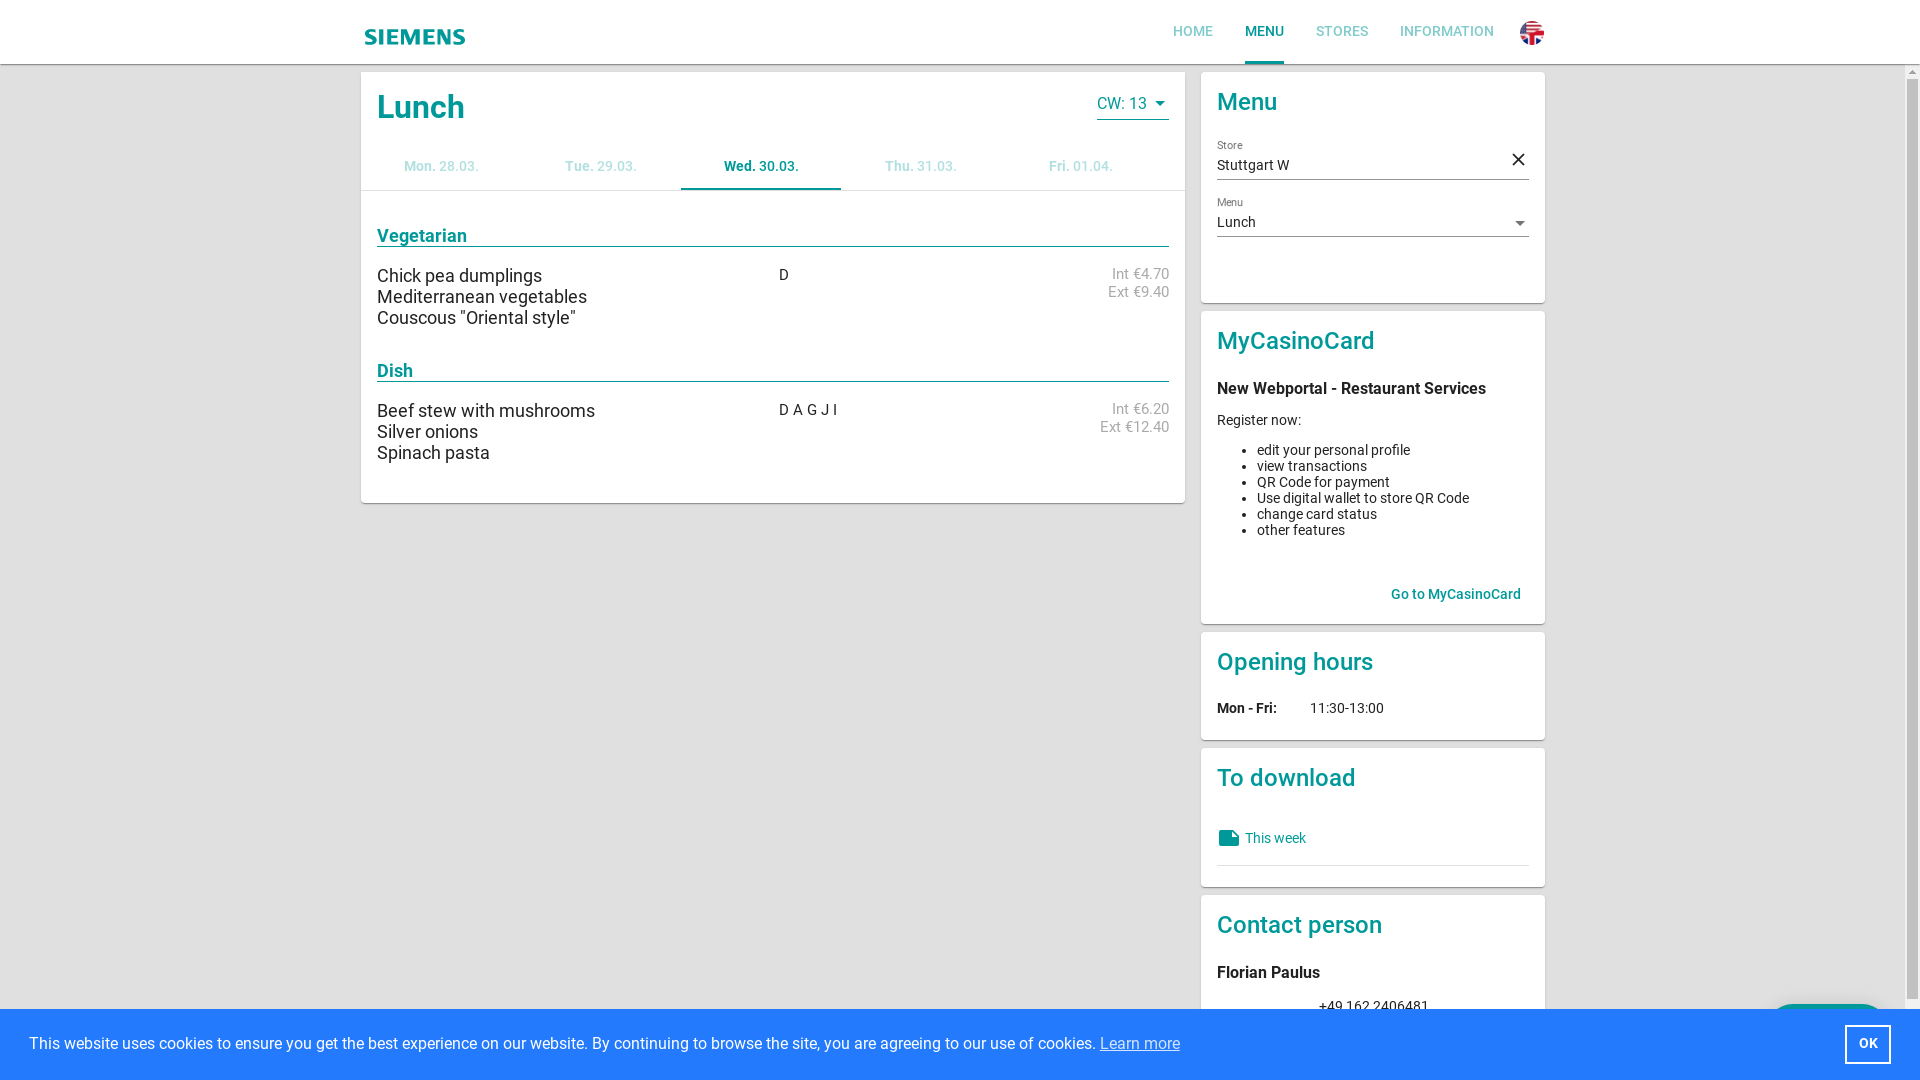 SIEMENS
HOME
MENU
STORES
INFORMATION
Lunch
CW: 13
Mon. 28.03.
Tue. 29.03.
Wed. 30.03.
Thu. 31.03.
Fri. 01.04.
Vegetarian
Chick pea dumplings
Mediterranean vegetables
Couscous "Oriental style"
D
Int €4.70
Ext €9.40
Dish
Beef stew with mushrooms
Silver onions
Spinach pasta
D A G J I
Int €6.20
Ext €12.40
Menu
Store
Stuttgart W
Menu
Lunch
MyCasinoCard
New Webportal - Restaurant Services
Register now:
edit your personal profile
view transactions
QR Code for payment
Use digital wallet to store QR Code
change card status
other features
Go to MyCasinoCard
Opening hours
Mon - Fri: 11:30-13:00
To download
This week
Contact person
Florian Paulus
+49 162 2406481
This website uses cookies to ensure you get the best experience on our website. By continuing to browse the site, you are agreeing to our use of cookies. Learn more
OK